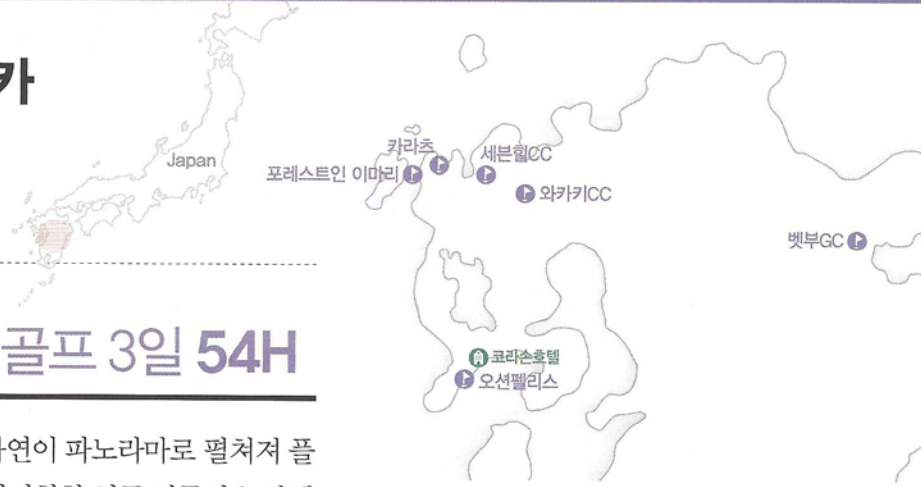 카
Japan
카라츠
세븐힐CC
포레스트인 이마리
와카키CC
벳부GC
골프 3일 54H
코라손호텔
오션펠리스
연이 파노라마로 펼쳐져 플